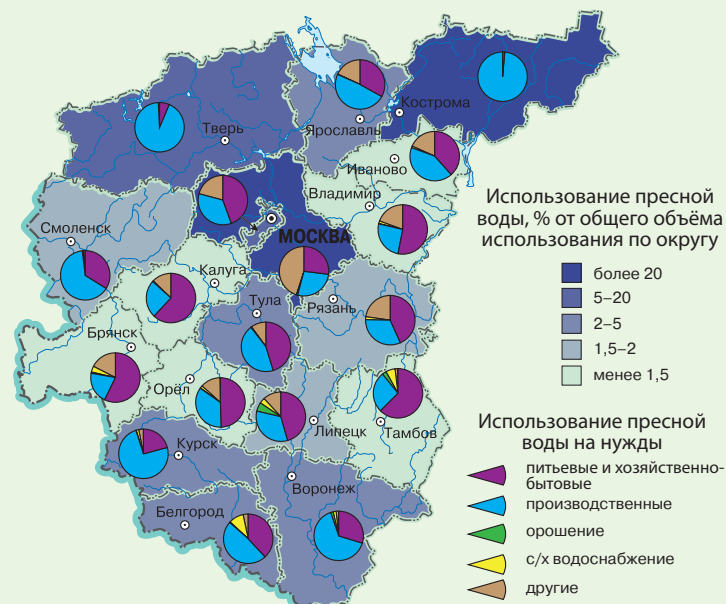 Кострома
Ярославль
Тверь
Иваново
Владимир
Смоленск
МОСКВА
Калуга
Тула
Рязань
Брянск
Орёл
Липецк
Тамбов
Курск
Воронеж
Белгород
Использование пресной
воды, % от общего объёма
использования по округу
более 20
5–20
2–5
1,5–2
менее 1,5
Использование пресной
воды на нужды
питьевые и хозяйственно-
бытовые
производственные
орошение
с/х водоснабжение
другие